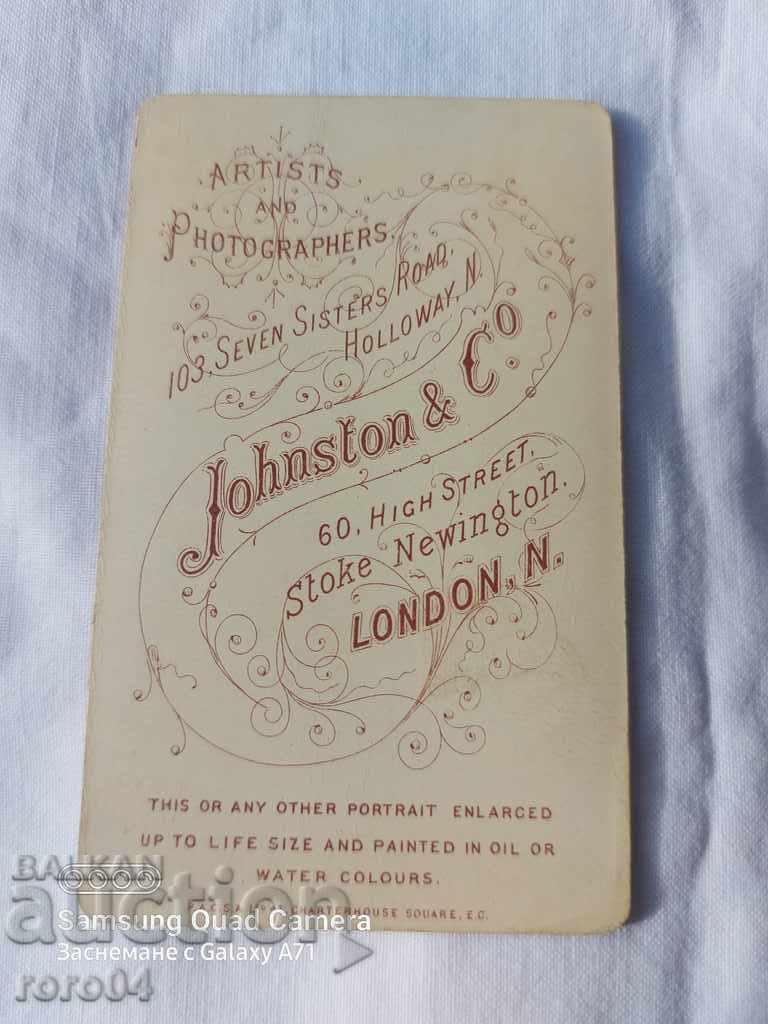 ARTISTS
AND
PHOTOGRAPHERS.
103, SEVEN SISTERS ROAD,
HOLLOWAY, N.
Johnston & Co.
60, HIGH STREET,
Stoke Newington.
LONDON, N.
THIS OR ANY OTHER PORTRAIT ENLARGED
UP TO LIFE SIZE AND PAINTED IN OIL OR
WATER COLOURS.
CHARTERHOUSE SQUARE, E.C.
BALKAN
auction
Samsung Quad Camera
Заснемане с Galaxy A71
roro04